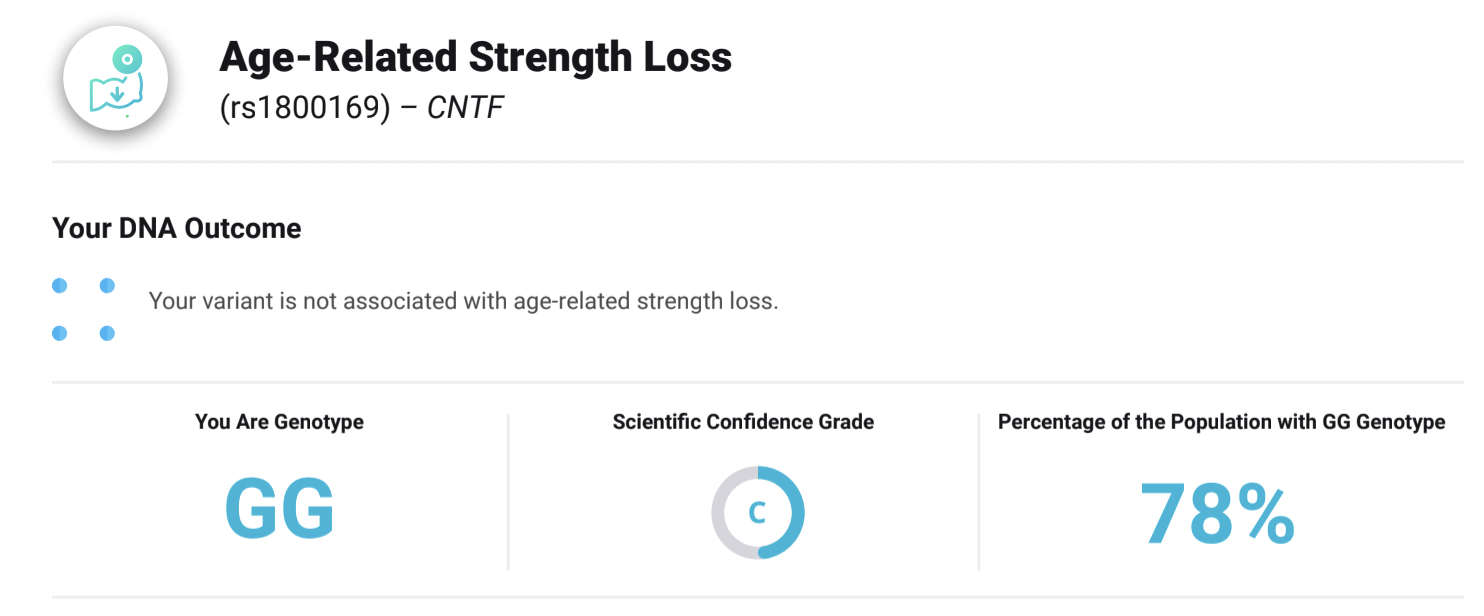 Age-Related Strength Loss
(rs1800169) – CNTF
Your DNA Outcome
Your variant is not associated with age-related strength loss.
You Are Genotype
GG
Scientific Confidence Grade
C
Percentage of the Population with GG Genotype
78%